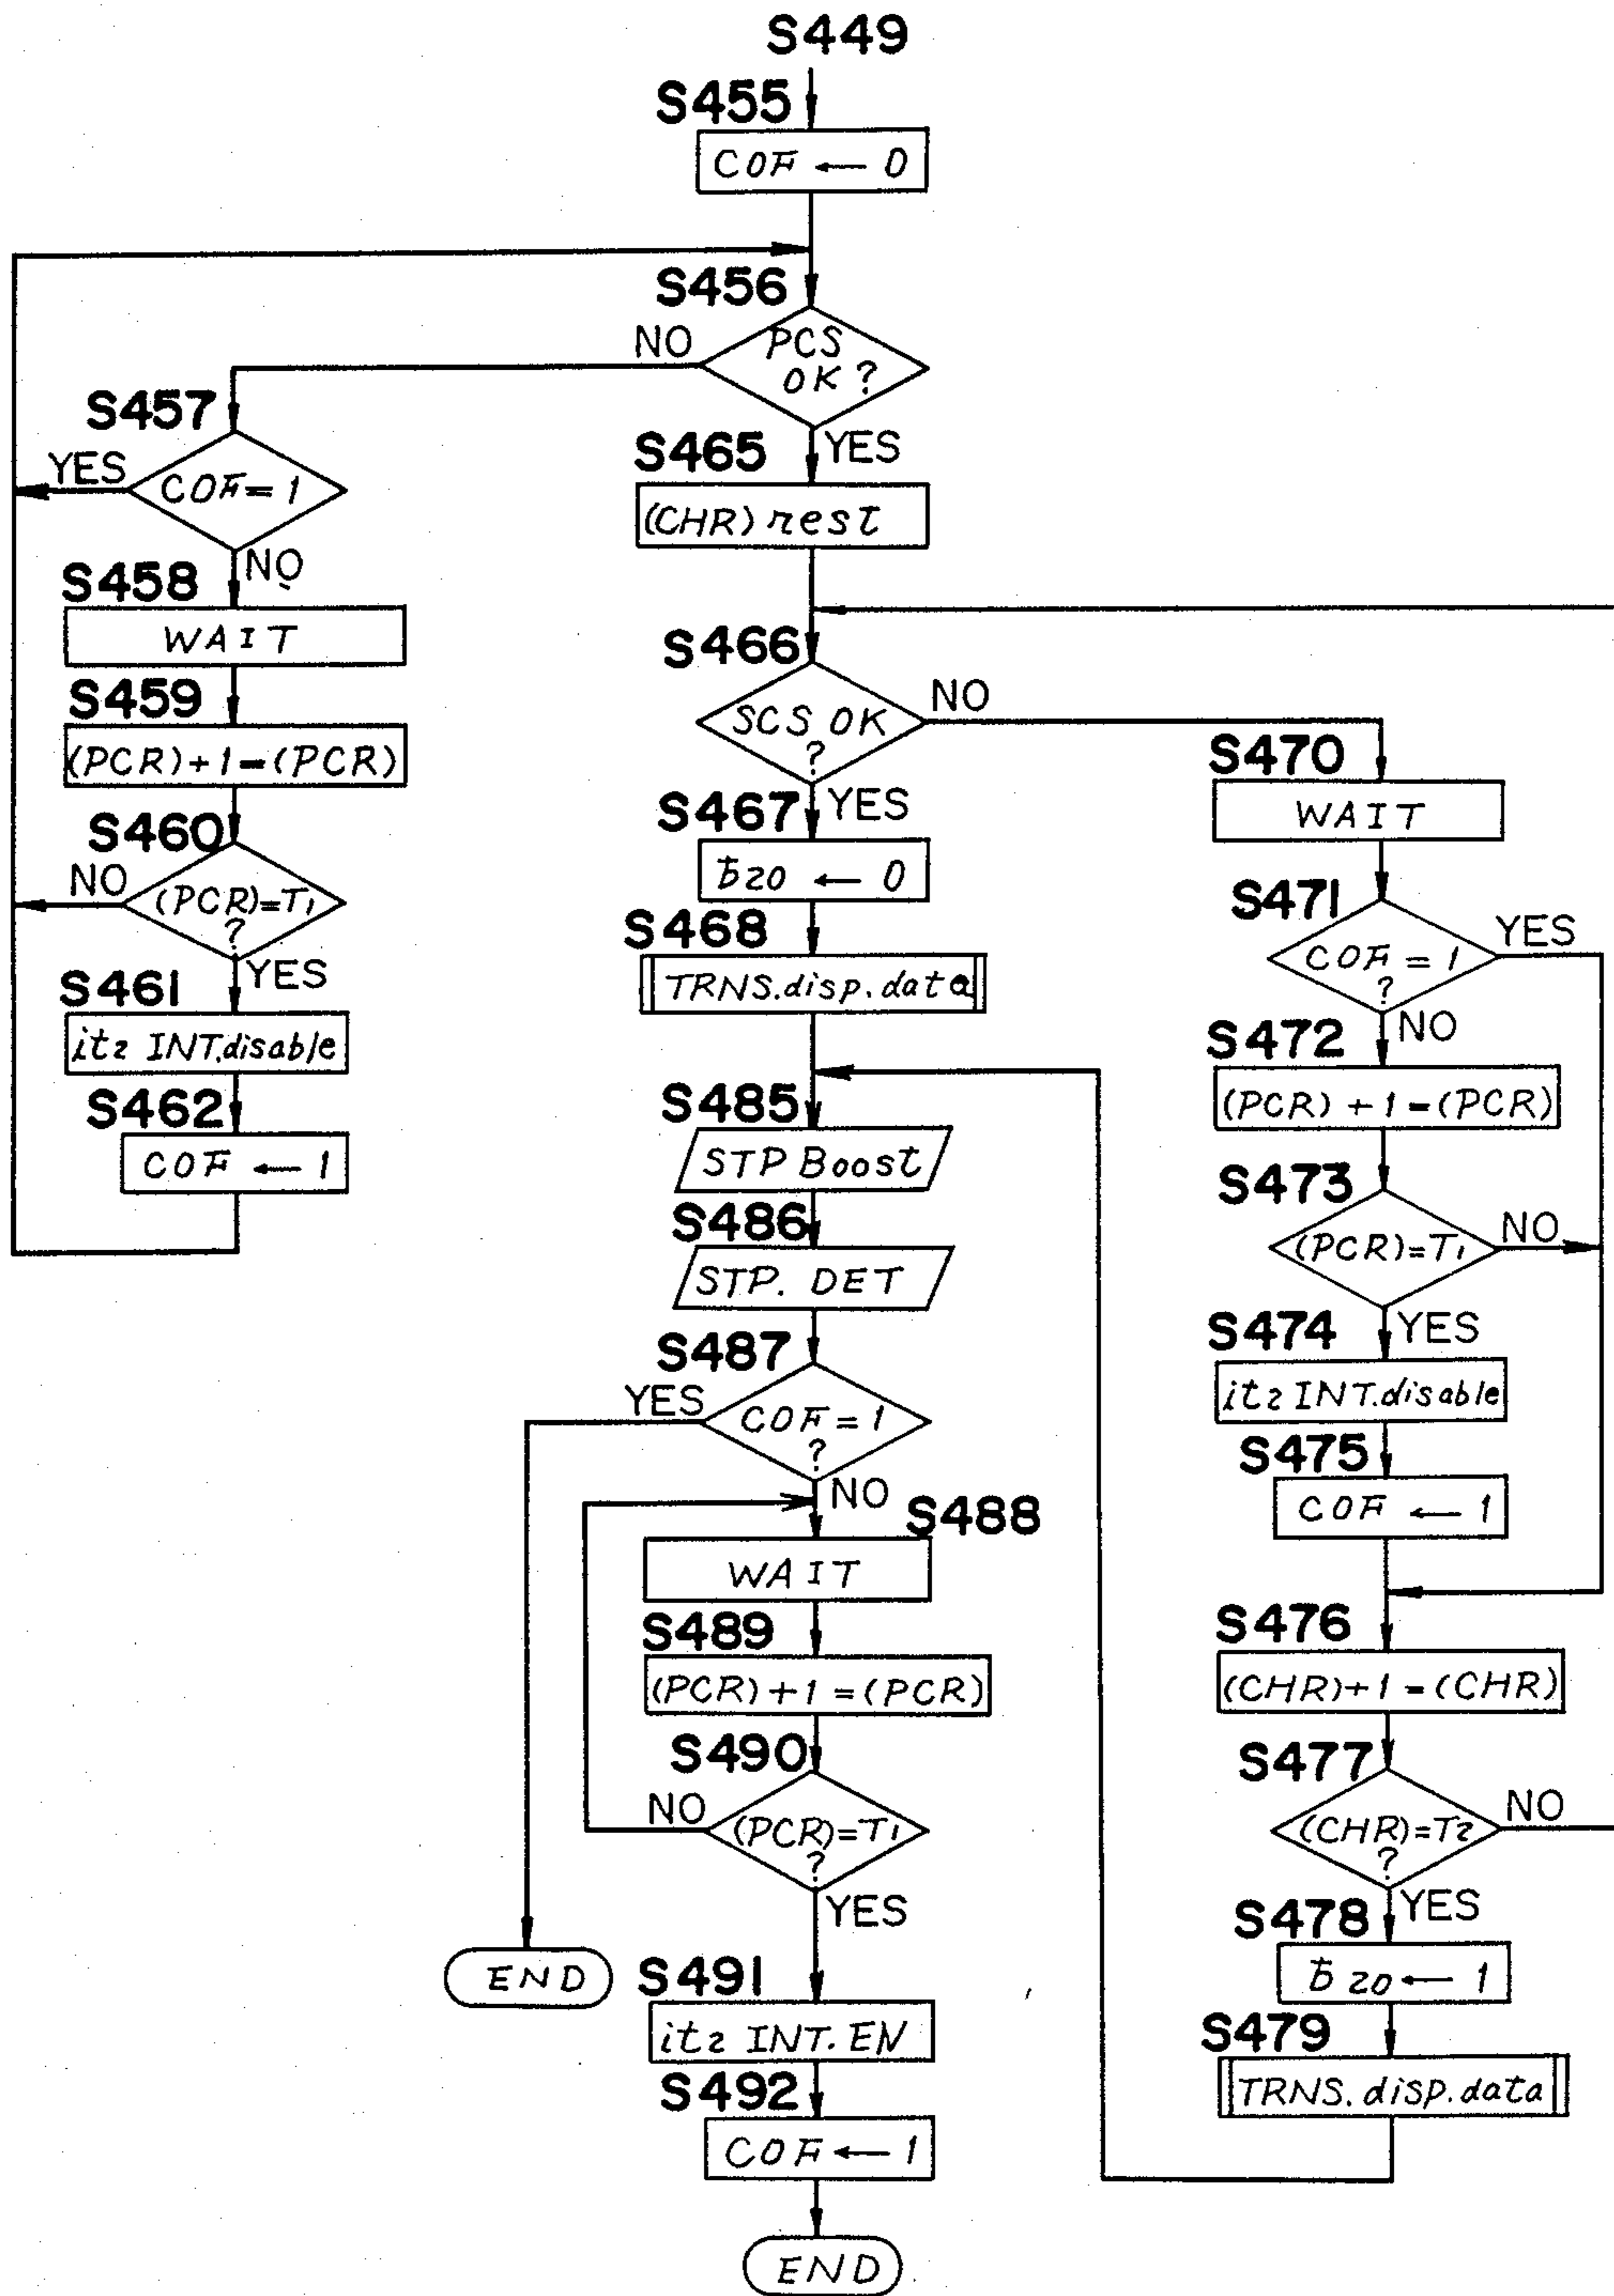 S449
S455
COF ← 0
S456
PCS
OK ?
NO
YES
S457
YES
COF = 1
NO
S458
WAIT
S459
(PCR)+1=(PCR)
S460
NO
(PCR)=T1
?
YES
S461
it2 INT.disable
S462
COF ← 1
S465
(CHR) rest
S466
SCS OK
?
NO
YES
S467
b20 ← 0
S468
TRNS.disp.data
S485
STP Boost
S486
STP. DET
S487
YES
COF = 1
?
NO
S488
WAIT
S489
(PCR)+1=(PCR)
S490
NO
(PCR)=T1
?
YES
END
S491
it2 INT. EN
S492
COF ← 1
END
S470
WAIT
S471
YES
COF = 1
?
NO
S472
(PCR)+1=(PCR)
S473
(PCR)=T1
NO
YES
S474
it2 INT.disable
S475
COF ← 1
S476
(CHR)+1=(CHR)
S477
(CHR)=T2
?
NO
YES
S478
b20 ← 1
S479
TRNS.disp.data